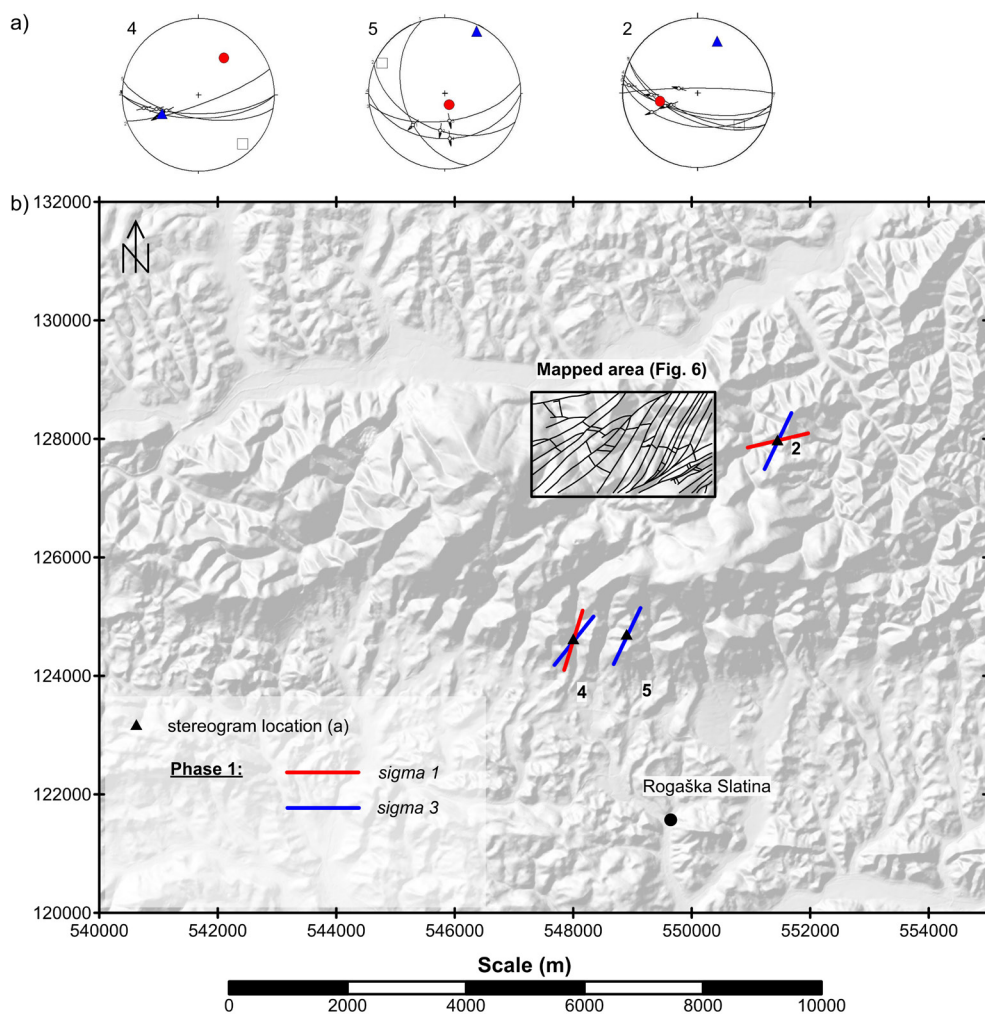 a)
4
5
2
b)
132000
130000
128000
126000
124000
122000
120000
N
Mapped area (Fig. 6)
2
4
5
stereogram location (a)
Phase 1:
sigma 1
sigma 3
Rogaška Slatina
540000 542000 544000 546000 548000 550000 552000 554000
Scale (m)
0 2000 4000 6000 8000 10000